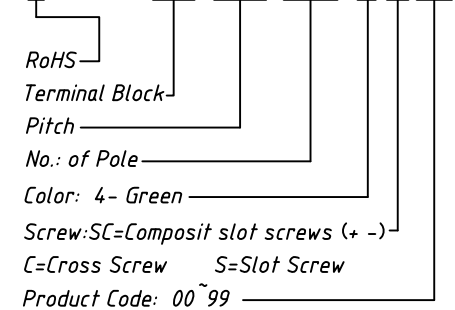 RoHS
Terminal Block
Pitch
No.: of Pole
Color: 4- Green
Screw:SC=Composit slot screws (+ -)
C=Cross Screw S=Slot Screw
Product Code: 00~99